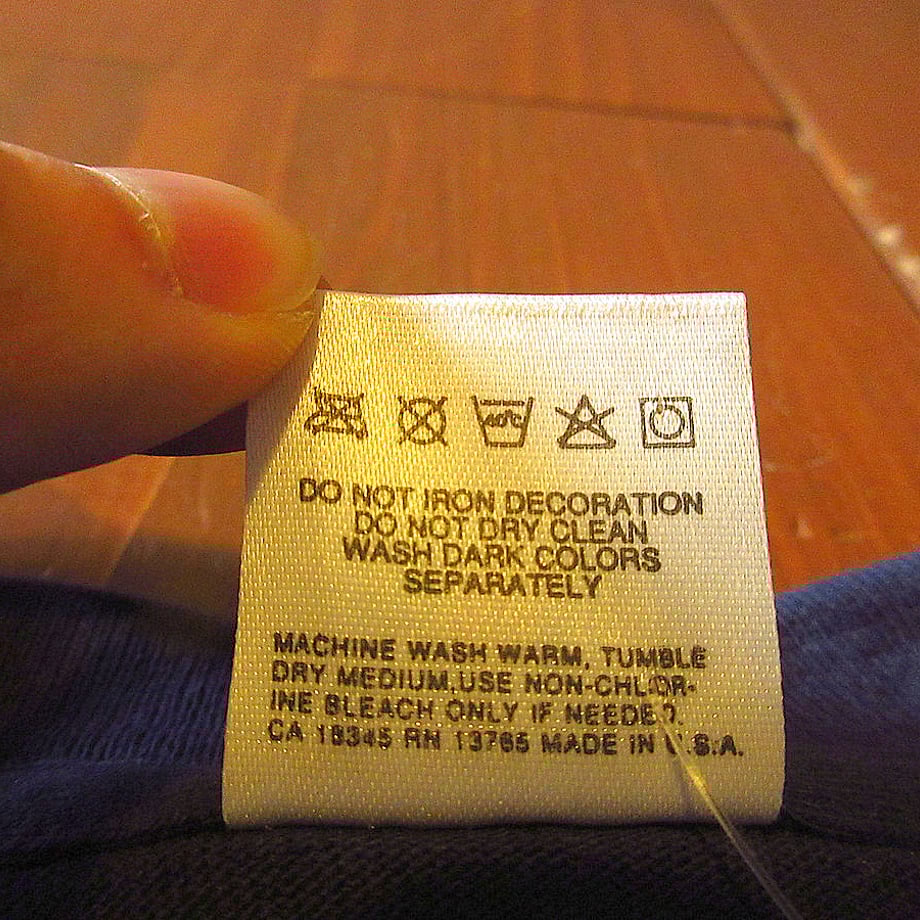 40°C
DO NOT IRON DECORATION
DO NOT DRY CLEAN
WASH DARK COLORS
SEPARATELY
MACHINE WASH WARM, TUMBLE
DRY MEDIUM,USE NON-CHLOR-
INE BLEACH ONLY IF NEEDED.
CA 18345 RN 13765 MADE IN U.S.A.